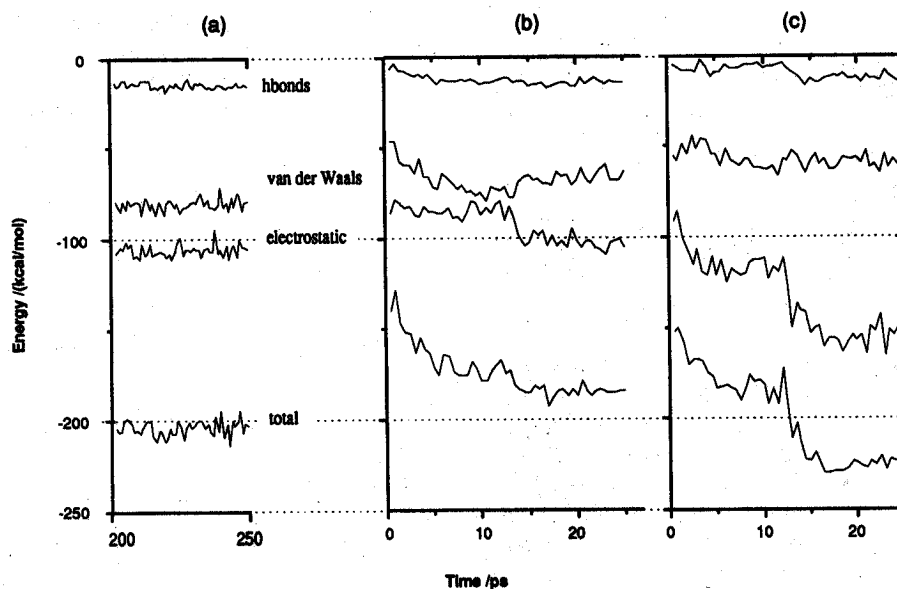 (a) (b) (c)
0
hbonds
van der Waals
electrostatic
-100
total
-200
-250
200 250 0 10 20 0 10 20
Energy /(kcal/mol)
Time /ps